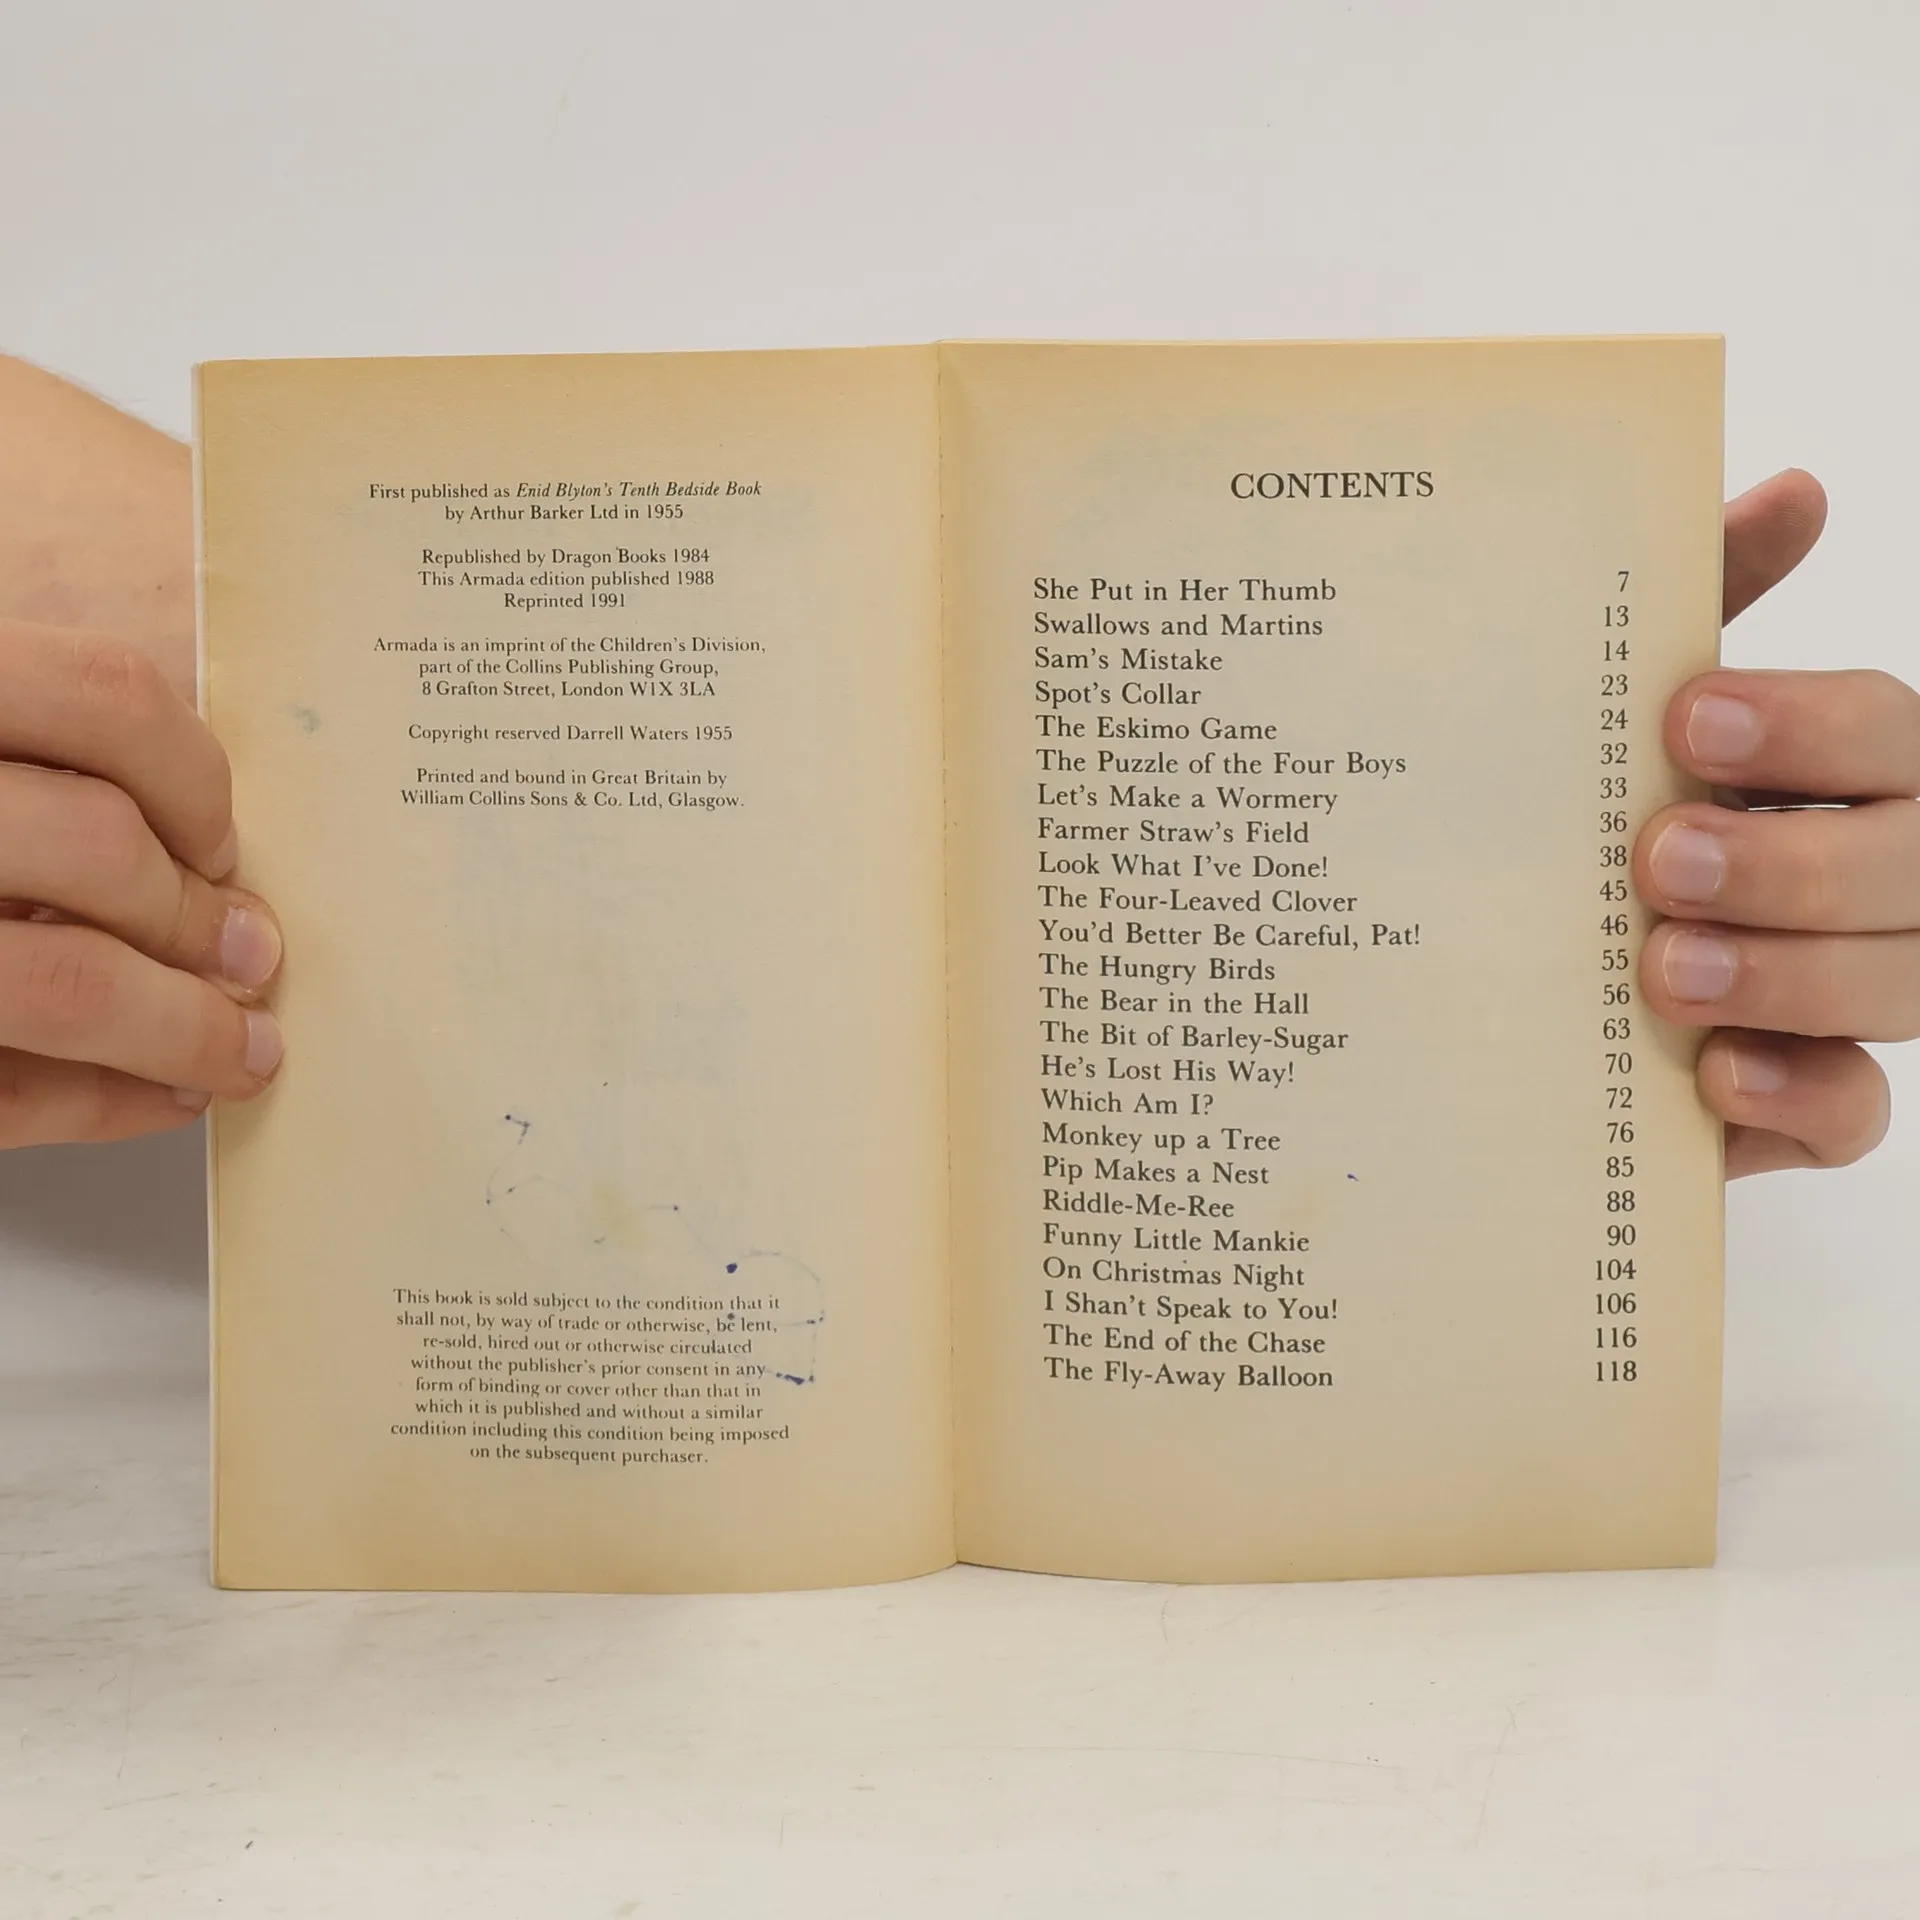 First published as Enid Blyton's Tenth Bedside Book
by Arthur Barker Ltd in 1955
Republished by Dragon Books 1984
This Armada edition published 1988
Reprinted 1991
Armada is an imprint of the Children's Division,
part of the Collins Publishing Group,
8 Grafton Street, London W1X 3LA
Copyright reserved Darrell Waters 1955
Printed and bound in Great Britain by
William Collins Sons & Co. Ltd, Glasgow.
This book is sold subject to the condition that it
shall not, by way of trade or otherwise, be lent,
re-sold, hired out or otherwise circulated
without the publisher's prior consent in any
form of binding or cover other than that in
which it is published and without a similar
condition including this condition being imposed
on the subsequent purchaser.
CONTENTS
She Put in Her Thumb 7
Swallows and Martins 13
Sam's Mistake 14
Spot's Collar 23
The Eskimo Game 24
The Puzzle of the Four Boys 32
Let's Make a Wormery 33
Farmer Straw's Field 36
Look What I've Done! 38
The Four-Leaved Clover 45
You'd Better Be Careful, Pat! 46
The Hungry Birds 55
The Bear in the Hall 56
The Bit of Barley-Sugar 63
He's Lost His Way! 70
Which Am I? 72
Monkey up a Tree 76
Pip Makes a Nest 85
Riddle-Me-Ree 88
Funny Little Mankie 90
On Christmas Night 104
I Shan't Speak to You! 106
The End of the Chase 116
The Fly-Away Balloon 118